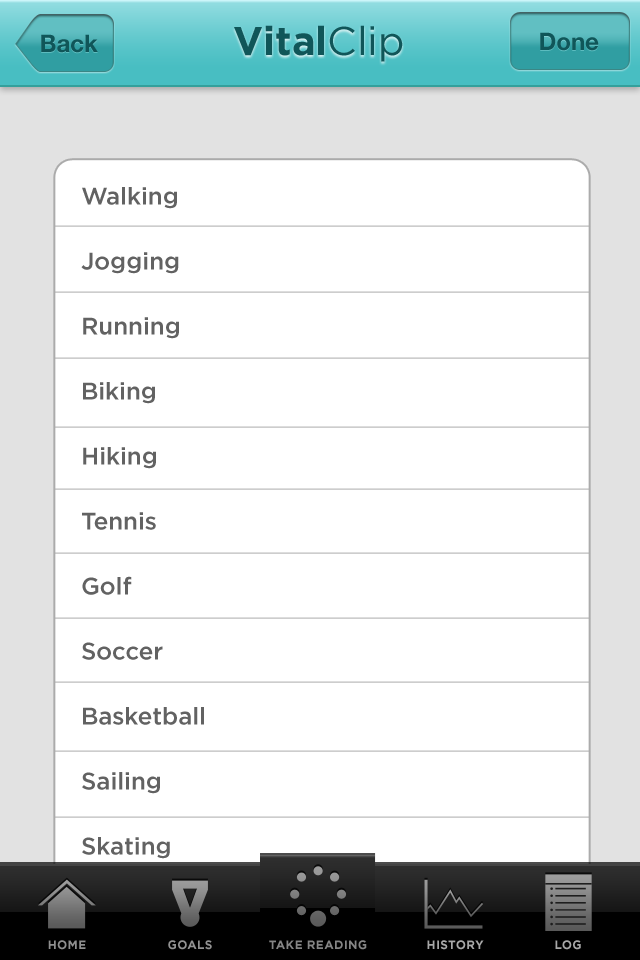 Back VitalClip Done
Walking
Jogging
Running
Biking
Hiking
Tennis
Golf
Soccer
Basketball
Sailing
Skating
HOME GOALS TAKE READING HISTORY LOG